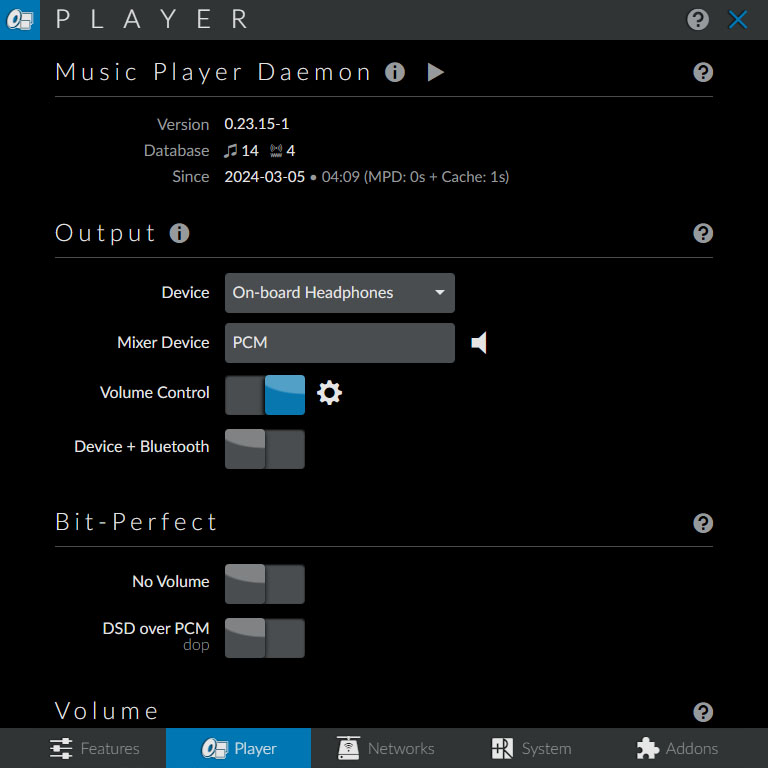 PLAYER
Music Player Daemon
Version 0.23.15-1
Database 14 4
Since 2024-03-05 • 04:09 (MPD: 0s + Cache: 1s)
Output
Device On-board Headphones
Mixer Device PCM
Volume Control
Device + Bluetooth
Bit-Perfect
No Volume
DSD over PCM
dop
Volume
Features Player Networks System Addons